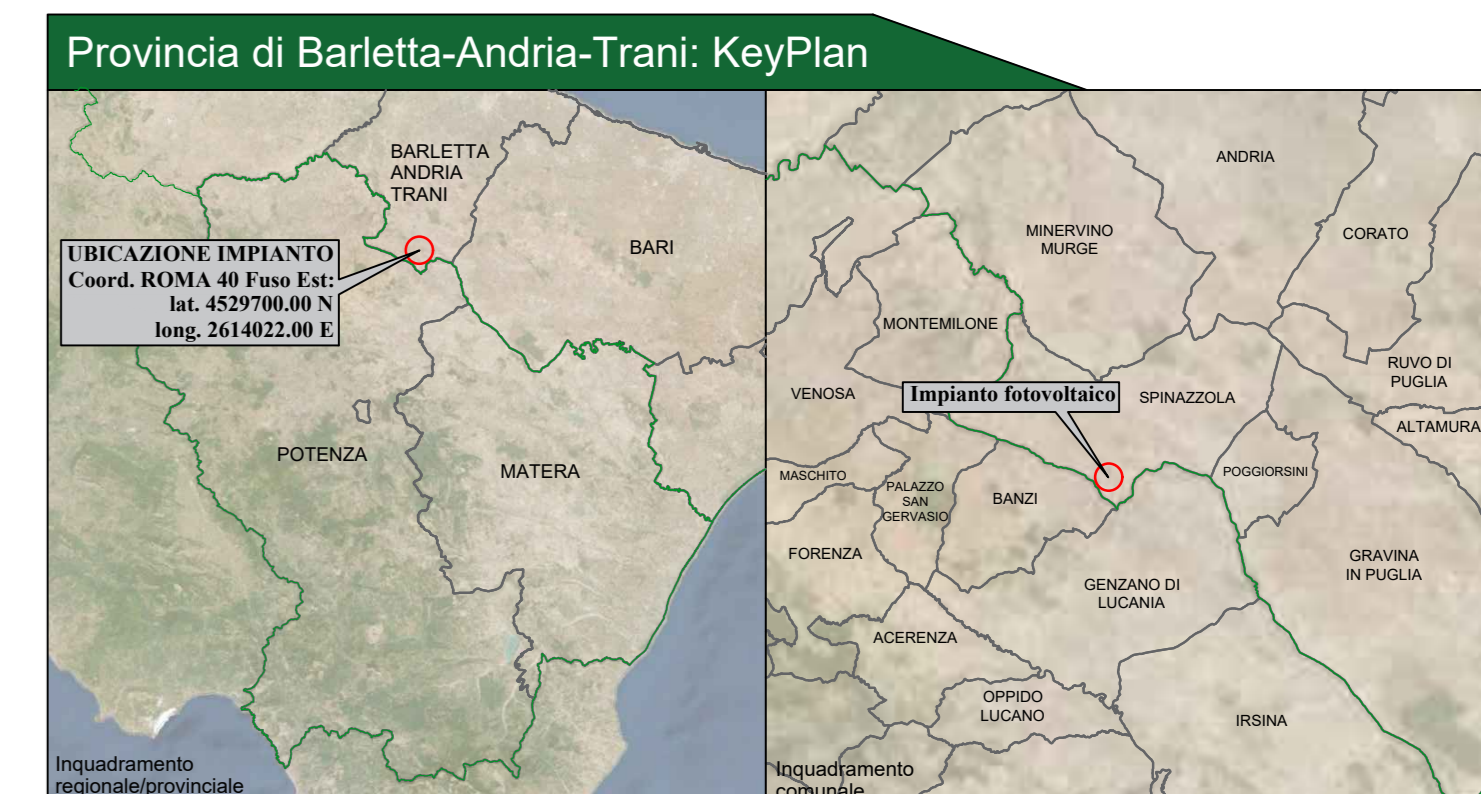 Provincia di Barletta-Andria-Trani: KeyPlan
BARLETTA
ANDRIA
TRANI
UBICAZIONE IMPIANTO
Coord. ROMA 40 Fuso Est:
lat. 4529700.00 N
long. 2614022.00 E
BARI
POTENZA
MATERA
Inquadramento
regionale/provinciale
ANDRIA
MINERVINO
MURGE
CORATO
MONTEMILONE
RUVO DI
PUGLIA
VENOSA
Impianto fotovoltaico
SPINAZZOLA
ALTAMURA
MASCHITO
PALAZZO
SAN
GERVASIO
BANZI
POGGIORSINI
FORENZA
GENZANO DI
LUCANIA
GRAVINA
IN PUGLIA
ACERENZA
OPPIDO
LUCANO
IRSINA
Inquadramento
comunale